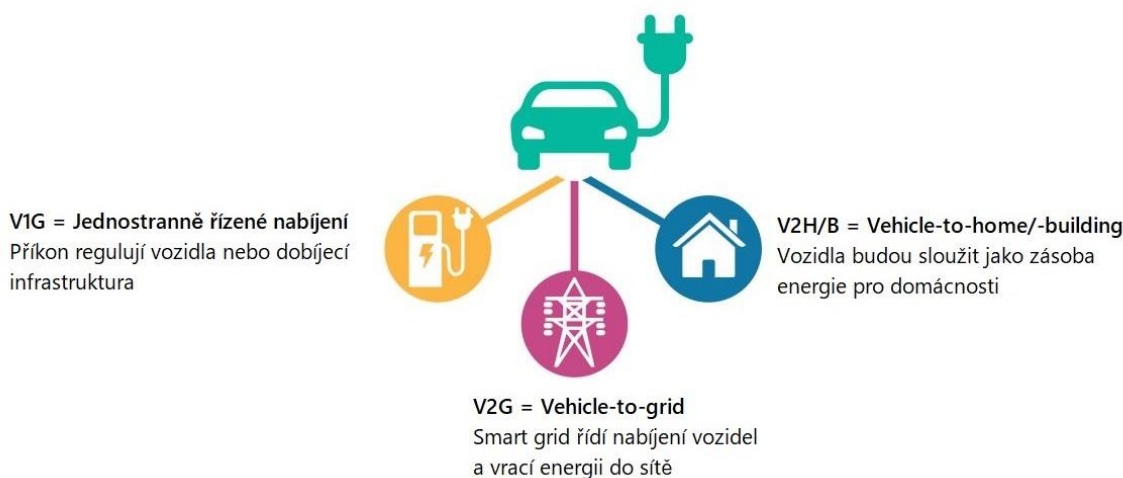 V1G = Jednostranně řízené nabíjení
Příkon regulují vozidla nebo dobíjecí
infrastruktura
V2H/B = Vehicle-to-home/-building
Vozidla budou sloužit jako zásoba
energie pro domácnosti
V2G = Vehicle-to-grid
Smart grid řídí nabíjení vozidel
a vrací energii do sítě